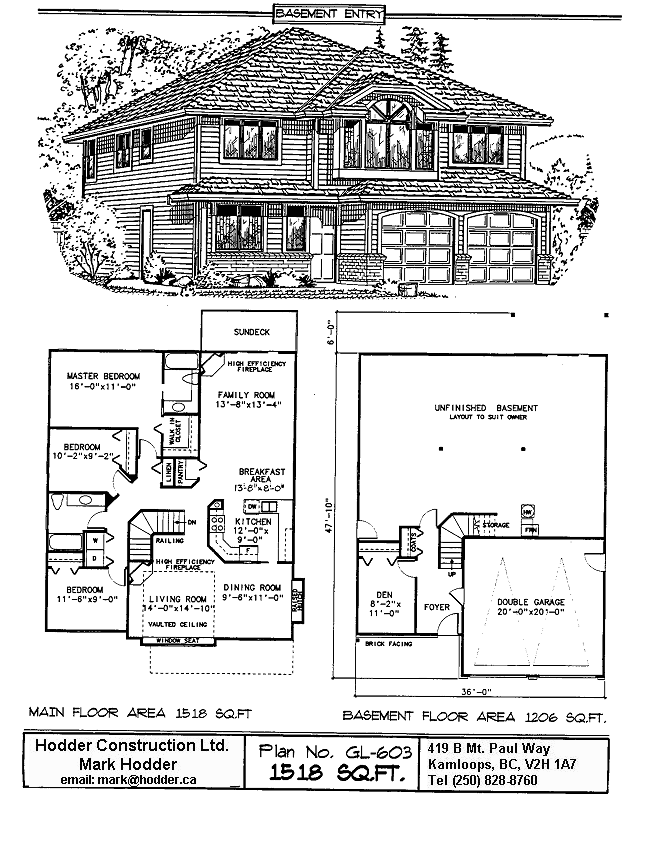 BASEMENT ENTRY
SUNDECK
HIGH EFFICIENCY
FIREPLACE
MASTER BEDROOM
16'-0"x11'-0"
FAMILY ROOM
13'-8"x13'-4"
WALK IN
CLOSET
BEDROOM
10'-2"x9'-2"
LINEN
PANTRY
BREAKFAST
AREA
13'-8"x8'-0"
DW
KITCHEN
12'-0"x
9'-0"
F
DN
RAILING
W
D
HIGH EFFICIENCY
FIREPLACE
BEDROOM
11'-6"x9'-0"
LIVING ROOM
14'-0"x14'-10"
VAULTED CEILING
WINDOW SEAT
DINING ROOM
9'-6"x11'-0"
RAISED
6'-0"
47'-10"
UNFINISHED BASEMENT
LAYOUT TO SUIT OWNER
HW
FRN
STORAGE
COATS
UP
DEN
8'-2"x
11'-0"
FOYER
DOUBLE GARAGE
20'-0"x20'-0"
BRICK FACING
36'-0"
MAIN FLOOR AREA 1518 SQ.FT
BASEMENT FLOOR AREA 1206 SQ.FT.
Hodder Construction Ltd.
Mark Hodder
email: mark@hodder.ca
Plan No. GL-603
1518 SQ.FT.
419 B Mt. Paul Way
Kamloops, BC, V2H 1A7
Tel (250) 828-8760